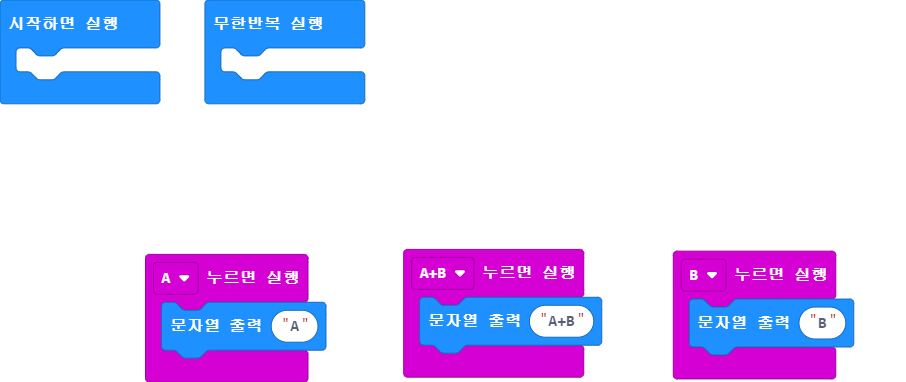 시작하면 실행
무한반복 실행
A 누르면 실행
문자열 출력 "A"
A+B 누르면 실행
문자열 출력 "A+B"
B 누르면 실행
문자열 출력 "B"